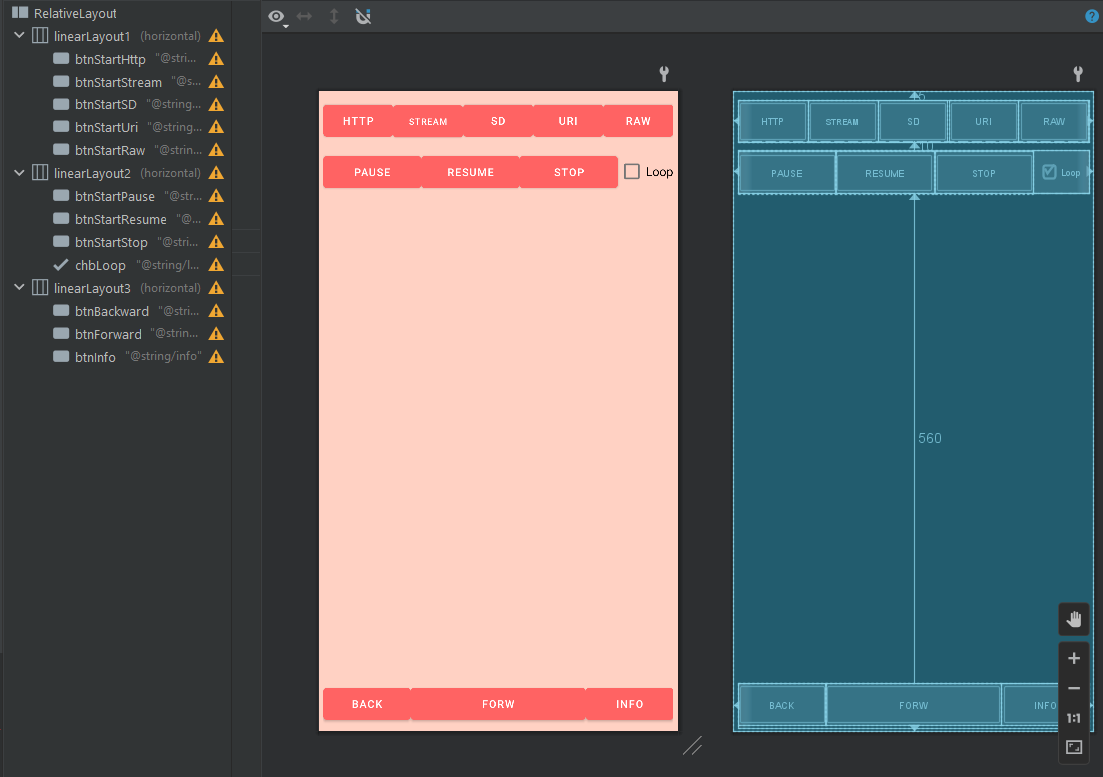 RelativeLayout
linearLayout1 (horizontal)
btnStartHttp "@stri...
btnStartStream "@s...
btnStartSD "@string...
btnStartUri "@string...
btnStartRaw "@strin...
linearLayout2 (horizontal)
btnStartPause "@str...
btnStartResume "@...
btnStartStop "@stri...
chbLoop "@string/l...
linearLayout3 (horizontal)
btnBackward "@stri...
btnForward "@strin...
btnInfo "@string/info"
?
HTTP STREAM SD URI RAW
PAUSE RESUME STOP Loop
BACK FORW INFO
HTTP STREAM SD URI RAW
10
PAUSE RESUME STOP Loop
560
BACK FORW INFO
1:1